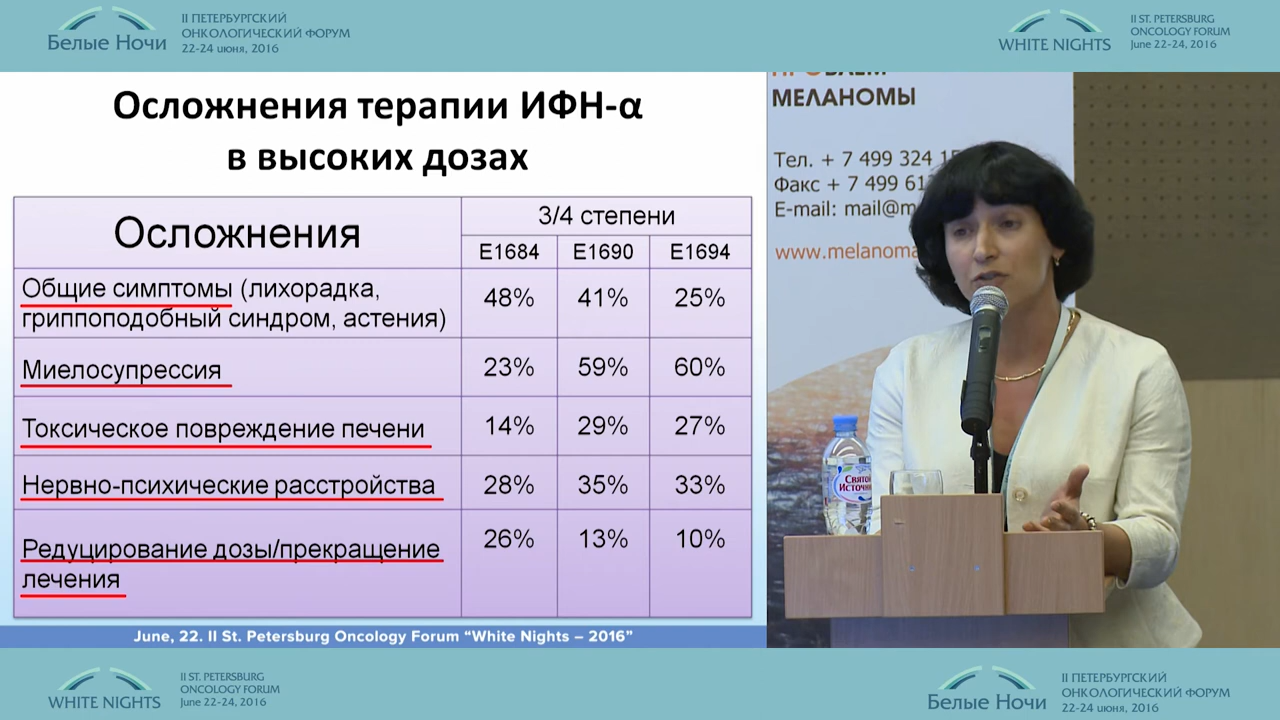 Белые Ночи
II ПЕТЕРБУРГСКИЙ
ОНКОЛОГИЧЕСКИЙ ФОРУМ
22-24 июня, 2016
WHITE NIGHTS
II ST. PETERSBURG
ONCOLOGY FORUM
June 22-24, 2016
Осложнения терапии ИФН-α
в высоких дозах
Осложнения
3/4 степени
E1684 E1690 E1694
Общие симптомы (лихорадка,
гриппоподобный синдром, астения)
48% 41% 25%
Миелосупрессия 23% 59% 60%
Токсическое повреждение печени 14% 29% 27%
Нервно-психические расстройства 28% 35% 33%
Редуцирование дозы/прекращение
лечения
26% 13% 10%
June, 22. II St. Petersburg Oncology Forum “White Nights – 2016”
МЕЛАНОМЫ
Тел. + 7 499 324
Факс + 7 499
E-mail:
www.melanoma
Святой
Источник
WHITE NIGHTS
II ST. PETERSBURG
ONCOLOGY FORUM
June 22-24, 2016
Белые Ночи
II ПЕТЕРБУРГСКИЙ
ОНКОЛОГИЧЕСКИЙ ФОРУМ
22-24 июня, 2016